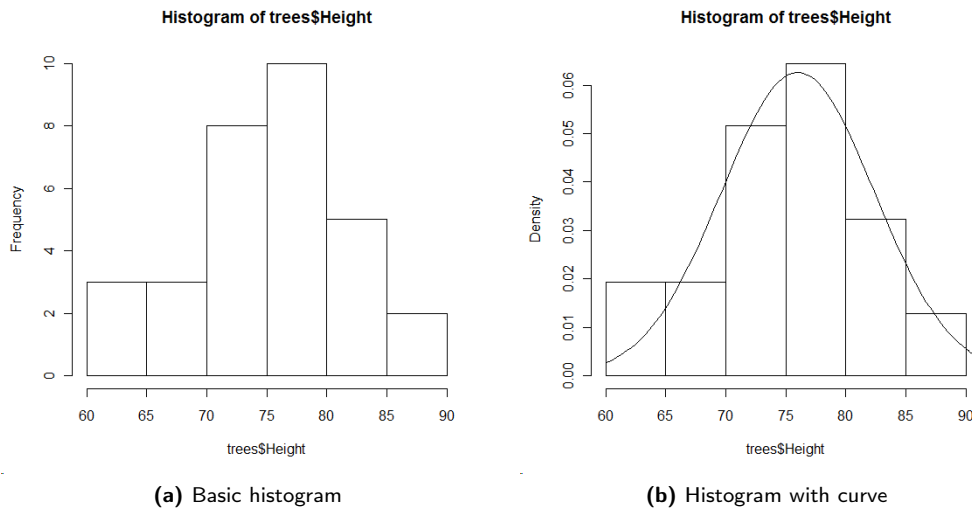 Histogram of trees$Height
Frequency
0 2 4 6 8 10
60 65 70 75 80 85 90
trees$Height
(a) Basic histogram
Histogram of trees$Height
Density
0.00 0.01 0.02 0.03 0.04 0.05 0.06
60 65 70 75 80 85 90
trees$Height
(b) Histogram with curve